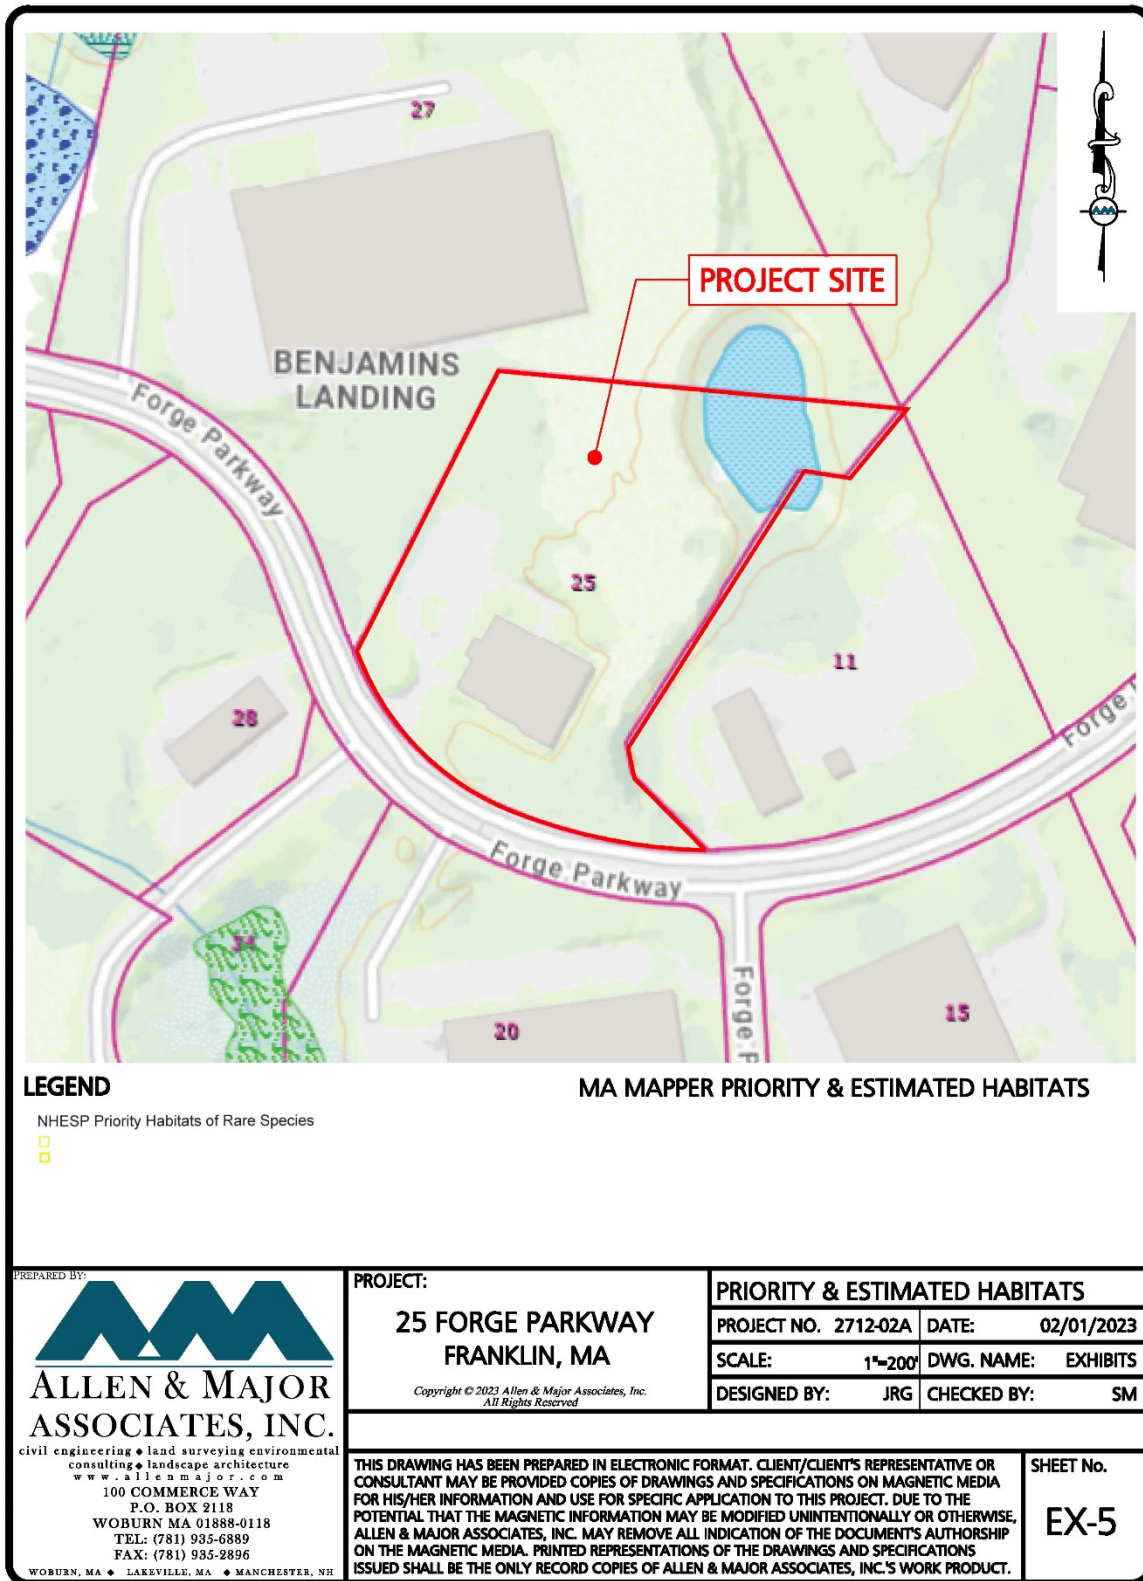 27
PROJECT SITE
BENJAMINS
LANDING
Forge Parkway
25
11
28
Forge
Forge Parkway
34
Forge P
20
15
LEGEND
MA MAPPER PRIORITY & ESTIMATED HABITATS
NHESP Priority Habitats of Rare Species
PREPARED BY:
ALLEN & MAJOR
ASSOCIATES, INC.
civil engineering ◆ land surveying environmental
consulting ◆ landscape architecture
www.allenmajor.com
100 COMMERCE WAY
P.O. BOX 2118
WOBURN MA 01888-0118
TEL: (781) 935-6889
FAX: (781) 935-2896
WOBURN, MA ◆ LAKEVILLE, MA ◆ MANCHESTER, NH
PROJECT:
25 FORGE PARKWAY
FRANKLIN, MA
Copyright © 2023 Allen & Major Associates, Inc.
All Rights Reserved
PRIORITY & ESTIMATED HABITATS
PROJECT NO. 2712-02A DATE: 02/01/2023
SCALE: 1"=200' DWG. NAME: EXHIBITS
DESIGNED BY: JRG CHECKED BY: SM
THIS DRAWING HAS BEEN PREPARED IN ELECTRONIC FORMAT. CLIENT/CLIENT'S REPRESENTATIVE OR
CONSULTANT MAY BE PROVIDED COPIES OF DRAWINGS AND SPECIFICATIONS ON MAGNETIC MEDIA
FOR HIS/HER INFORMATION AND USE FOR SPECIFIC APPLICATION TO THIS PROJECT. DUE TO THE
POTENTIAL THAT THE MAGNETIC INFORMATION MAY BE MODIFIED UNINTENTIONALLY OR OTHERWISE,
ALLEN & MAJOR ASSOCIATES, INC. MAY REMOVE ALL INDICATION OF THE DOCUMENT'S AUTHORSHIP
ON THE MAGNETIC MEDIA. PRINTED REPRESENTATIONS OF THE DRAWINGS AND SPECIFICATIONS
ISSUED SHALL BE THE ONLY RECORD COPIES OF ALLEN & MAJOR ASSOCIATES, INC.'S WORK PRODUCT.
SHEET No.
EX-5